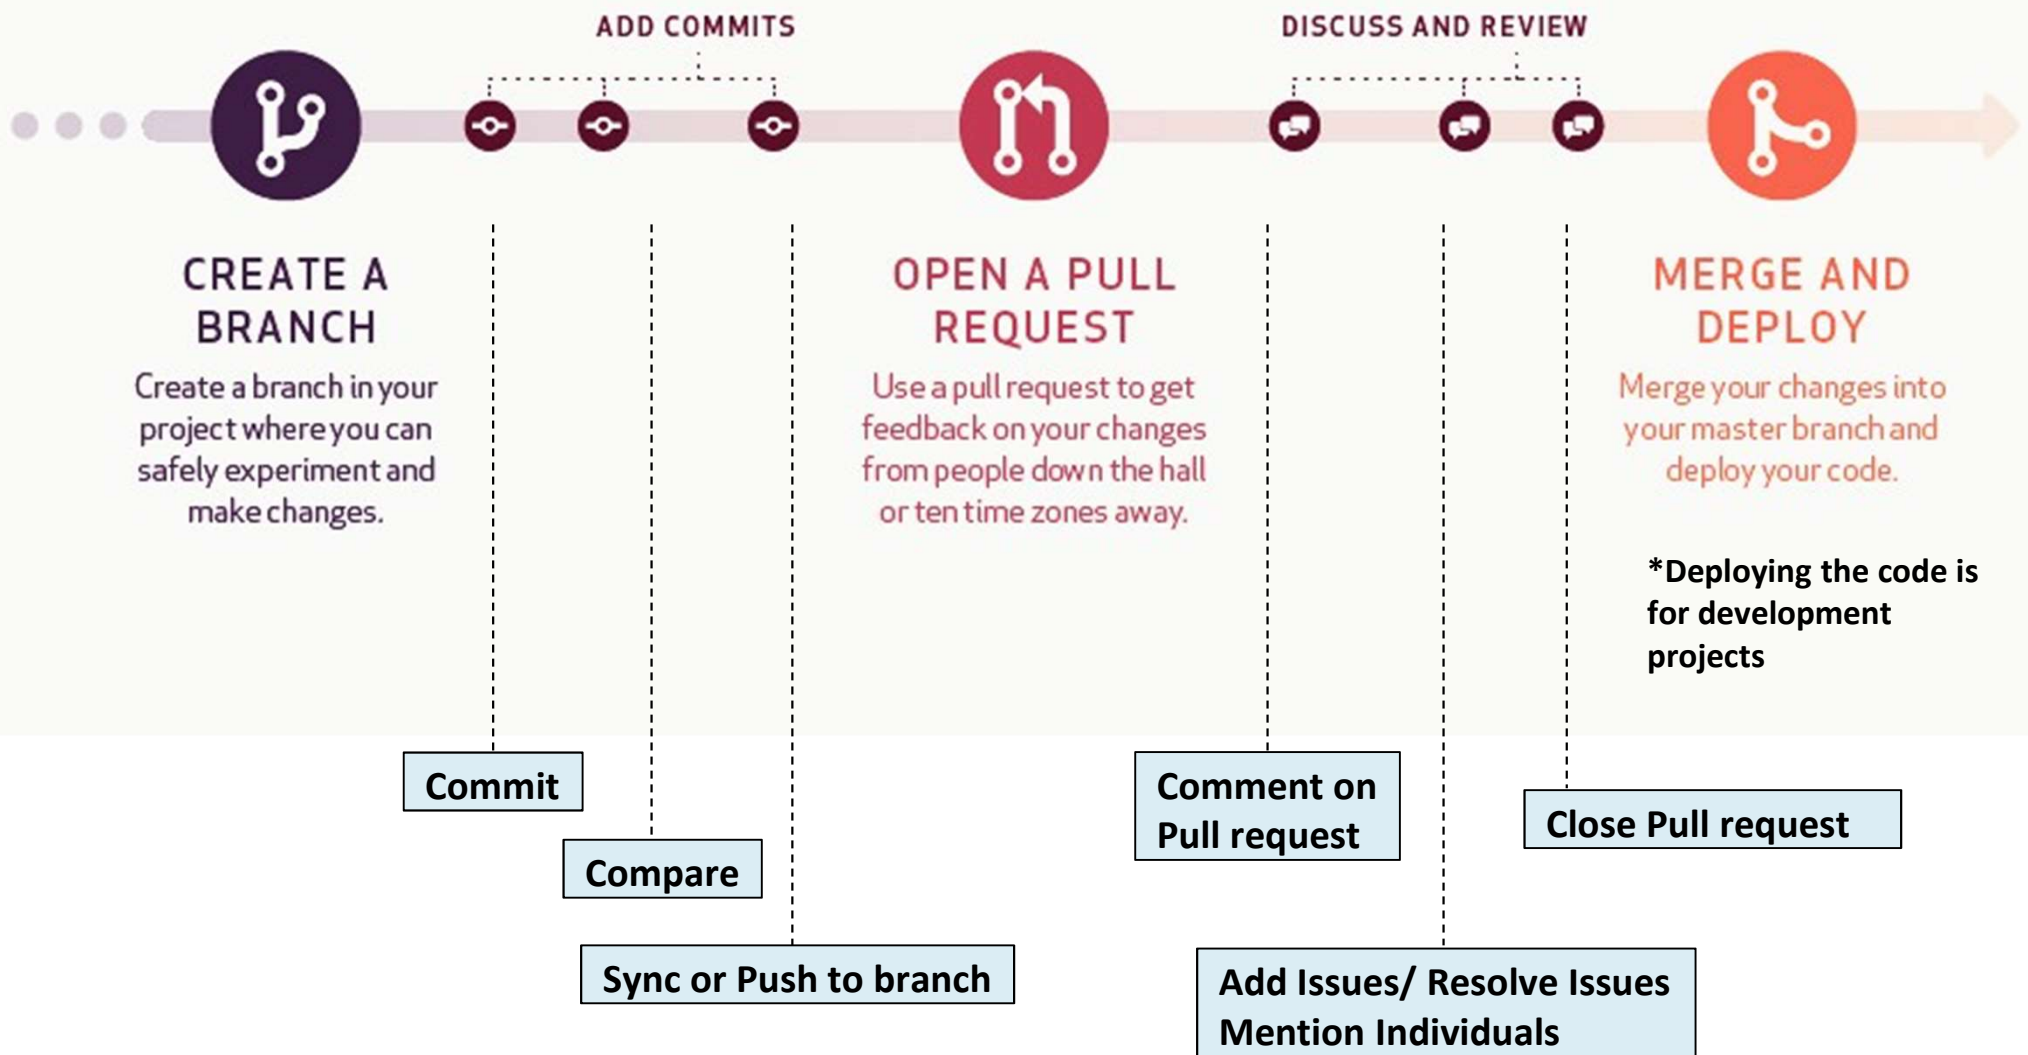 ADD COMMITS
DISCUSS AND REVIEW
CREATE A
BRANCH
Create a branch in your
project where you can
safely experiment and
make changes.
OPEN A PULL
REQUEST
Use a pull request to get
feedback on your changes
from people down the hall
or ten time zones away.
MERGE AND
DEPLOY
Merge your changes into
your master branch and
deploy your code.
*Deploying the code is
for development
projects
Commit
Compare
Sync or Push to branch
Comment on
Pull request
Close Pull request
Add Issues/ Resolve Issues
Mention Individuals